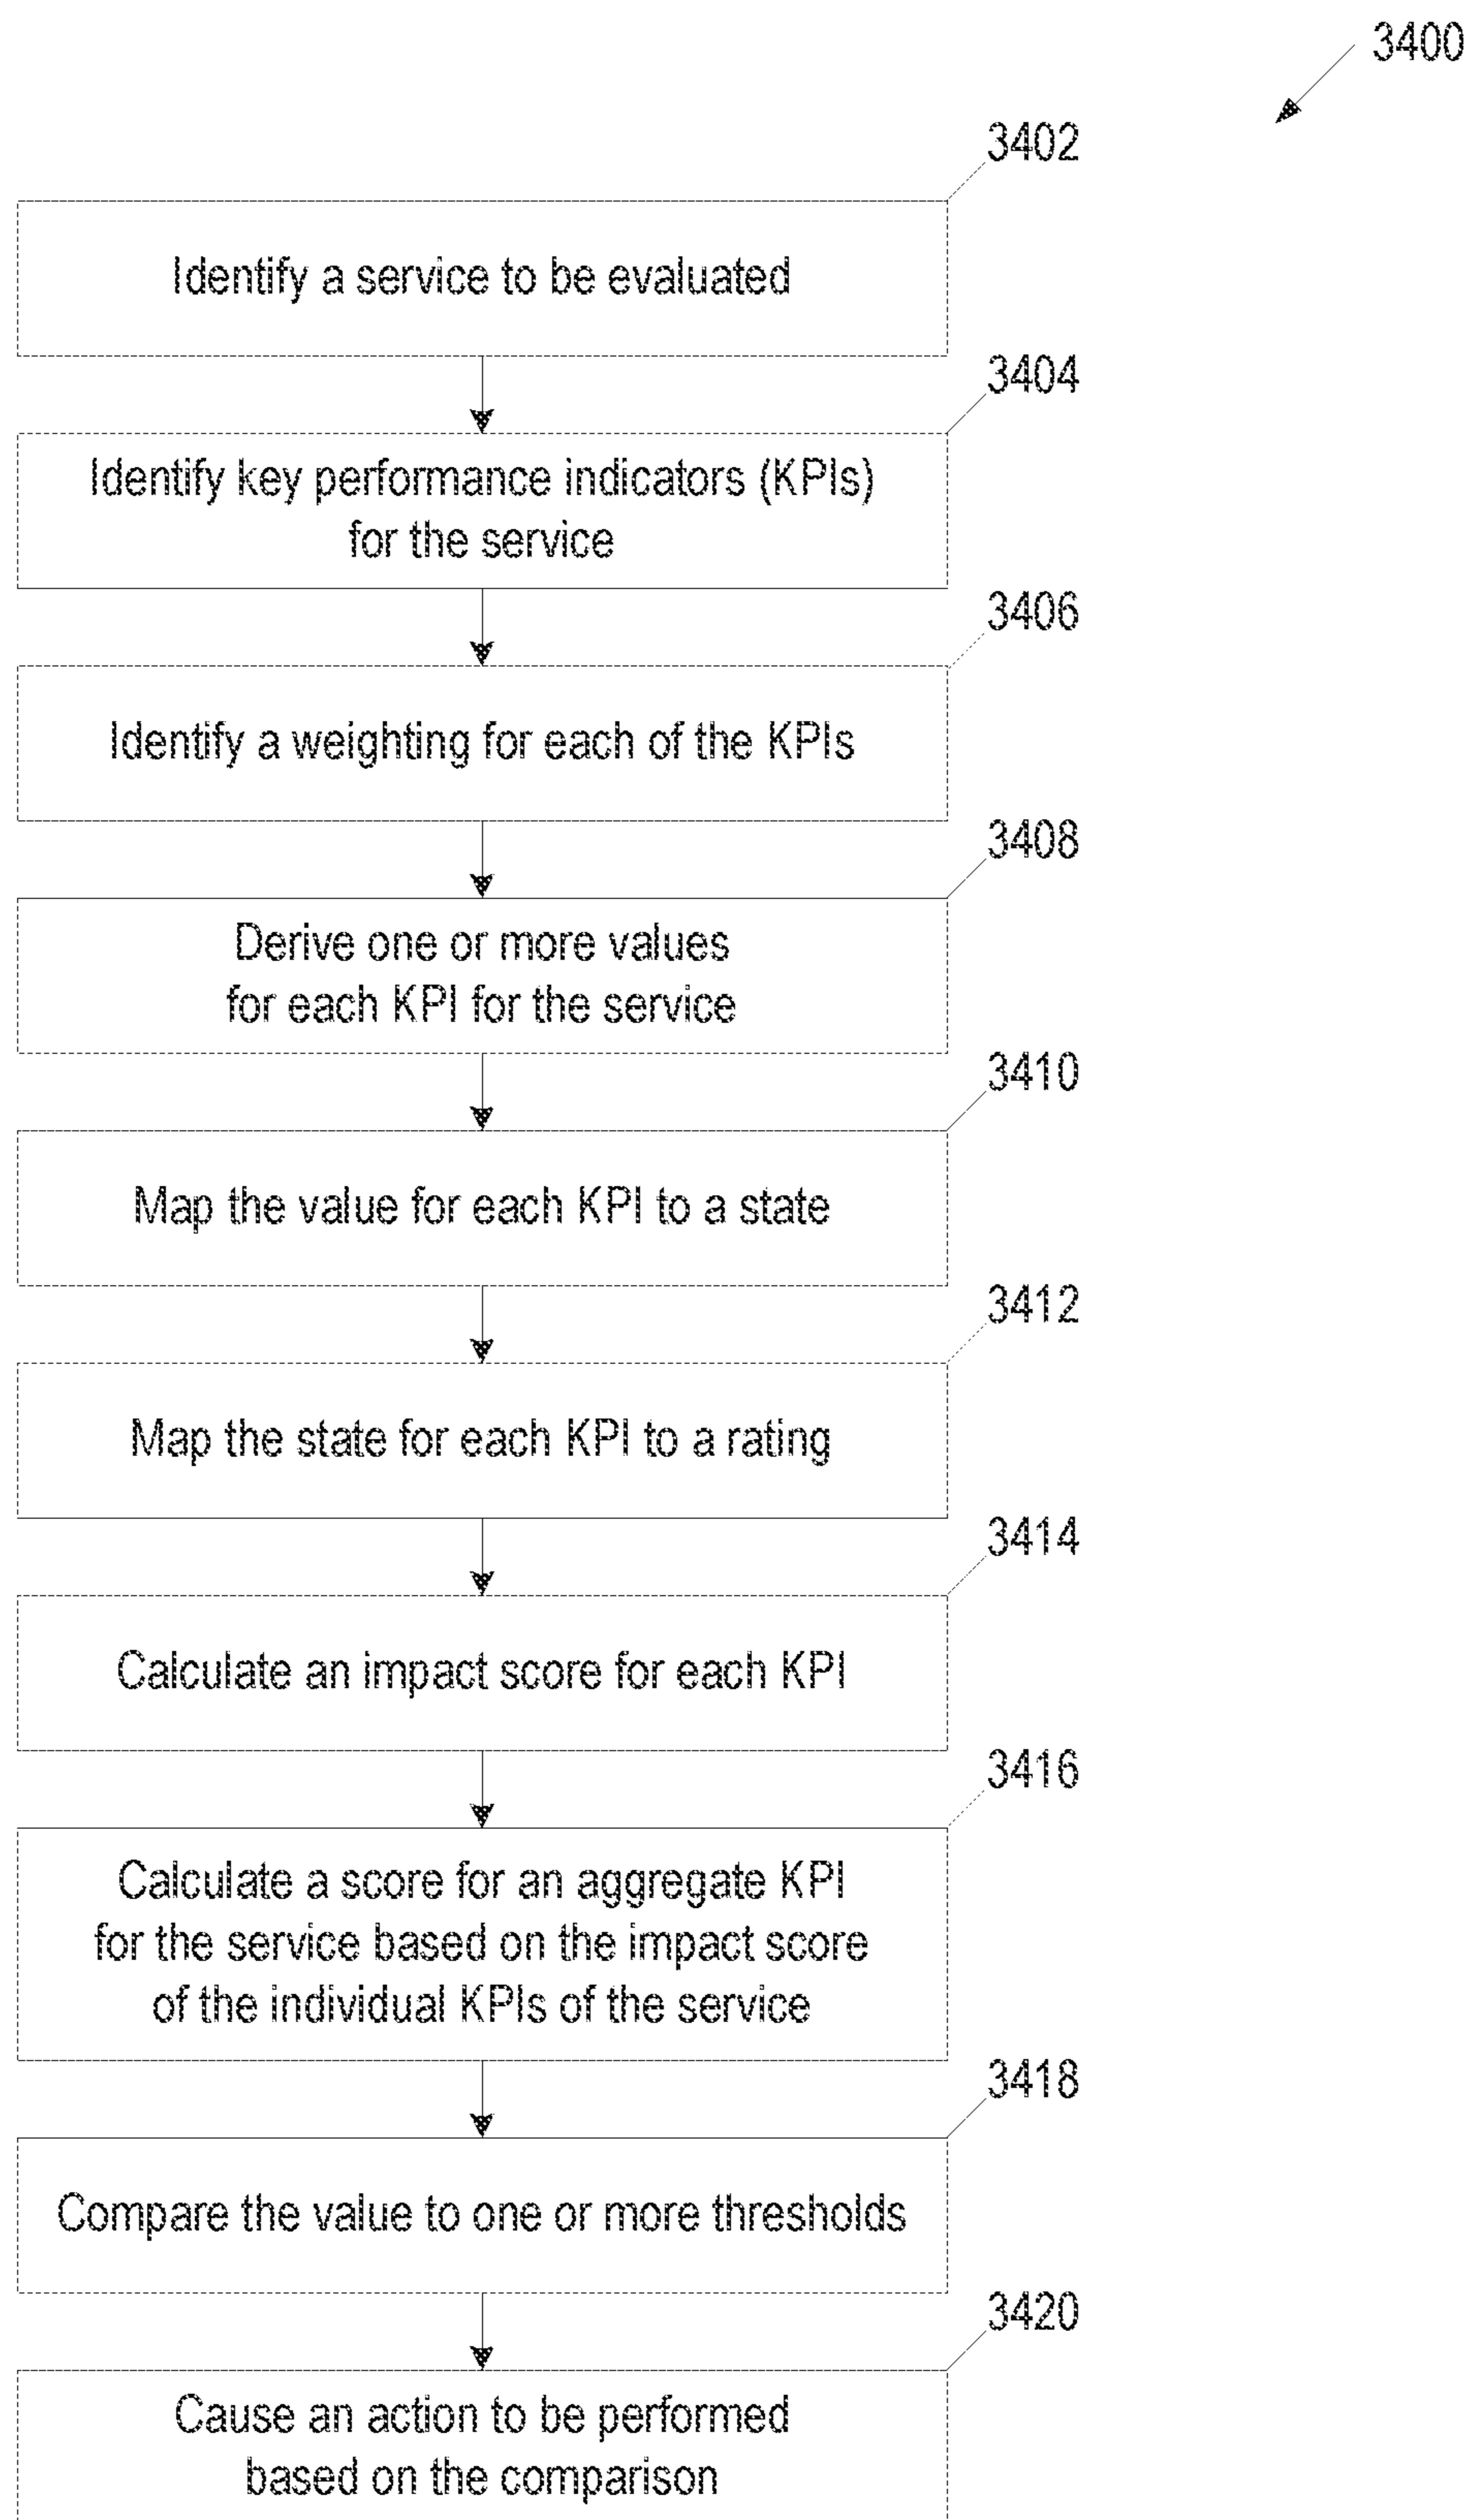 3400
3402
Identify a service to be evaluated
3404
Identify key performance indicators (KPIs)
for the service
3406
Identify a weighting for each of the KPIs
3408
Derive one or more values
for each KPI for the service
3410
Map the value for each KPI to a state
3412
Map the state for each KPI to a rating
3414
Calculate an impact score for each KPI
3416
Calculate a score for an aggregate KPI
for the service based on the impact score
of the individual KPIs of the service
3418
Compare the value to one or more thresholds
3420
Cause an action to be performed
based on the comparison